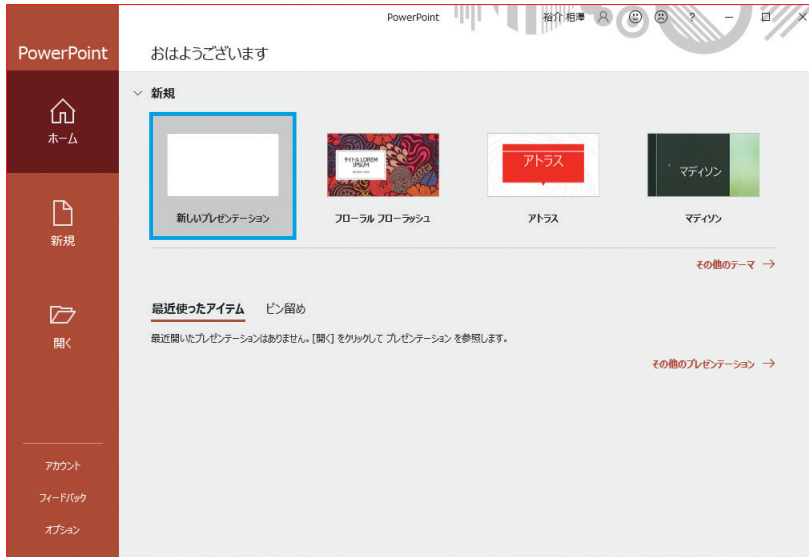 PowerPoint
裕介 相澤
?
PowerPoint
おはようございます
新規
ホーム
新規
開く
アカウント
フィードバック
オプション
新しいプレゼンテーション
タイトル LOREM
IPSUM
フローラル フローラッシュ
アトラス
アトラス
マディソン
マディソン
その他のテーマ →
最近使ったアイテム ピン留め
最近開いたプレゼンテーションはありません。[開く] をクリックして プレゼンテーション を参照します。
その他のプレゼンテーション →